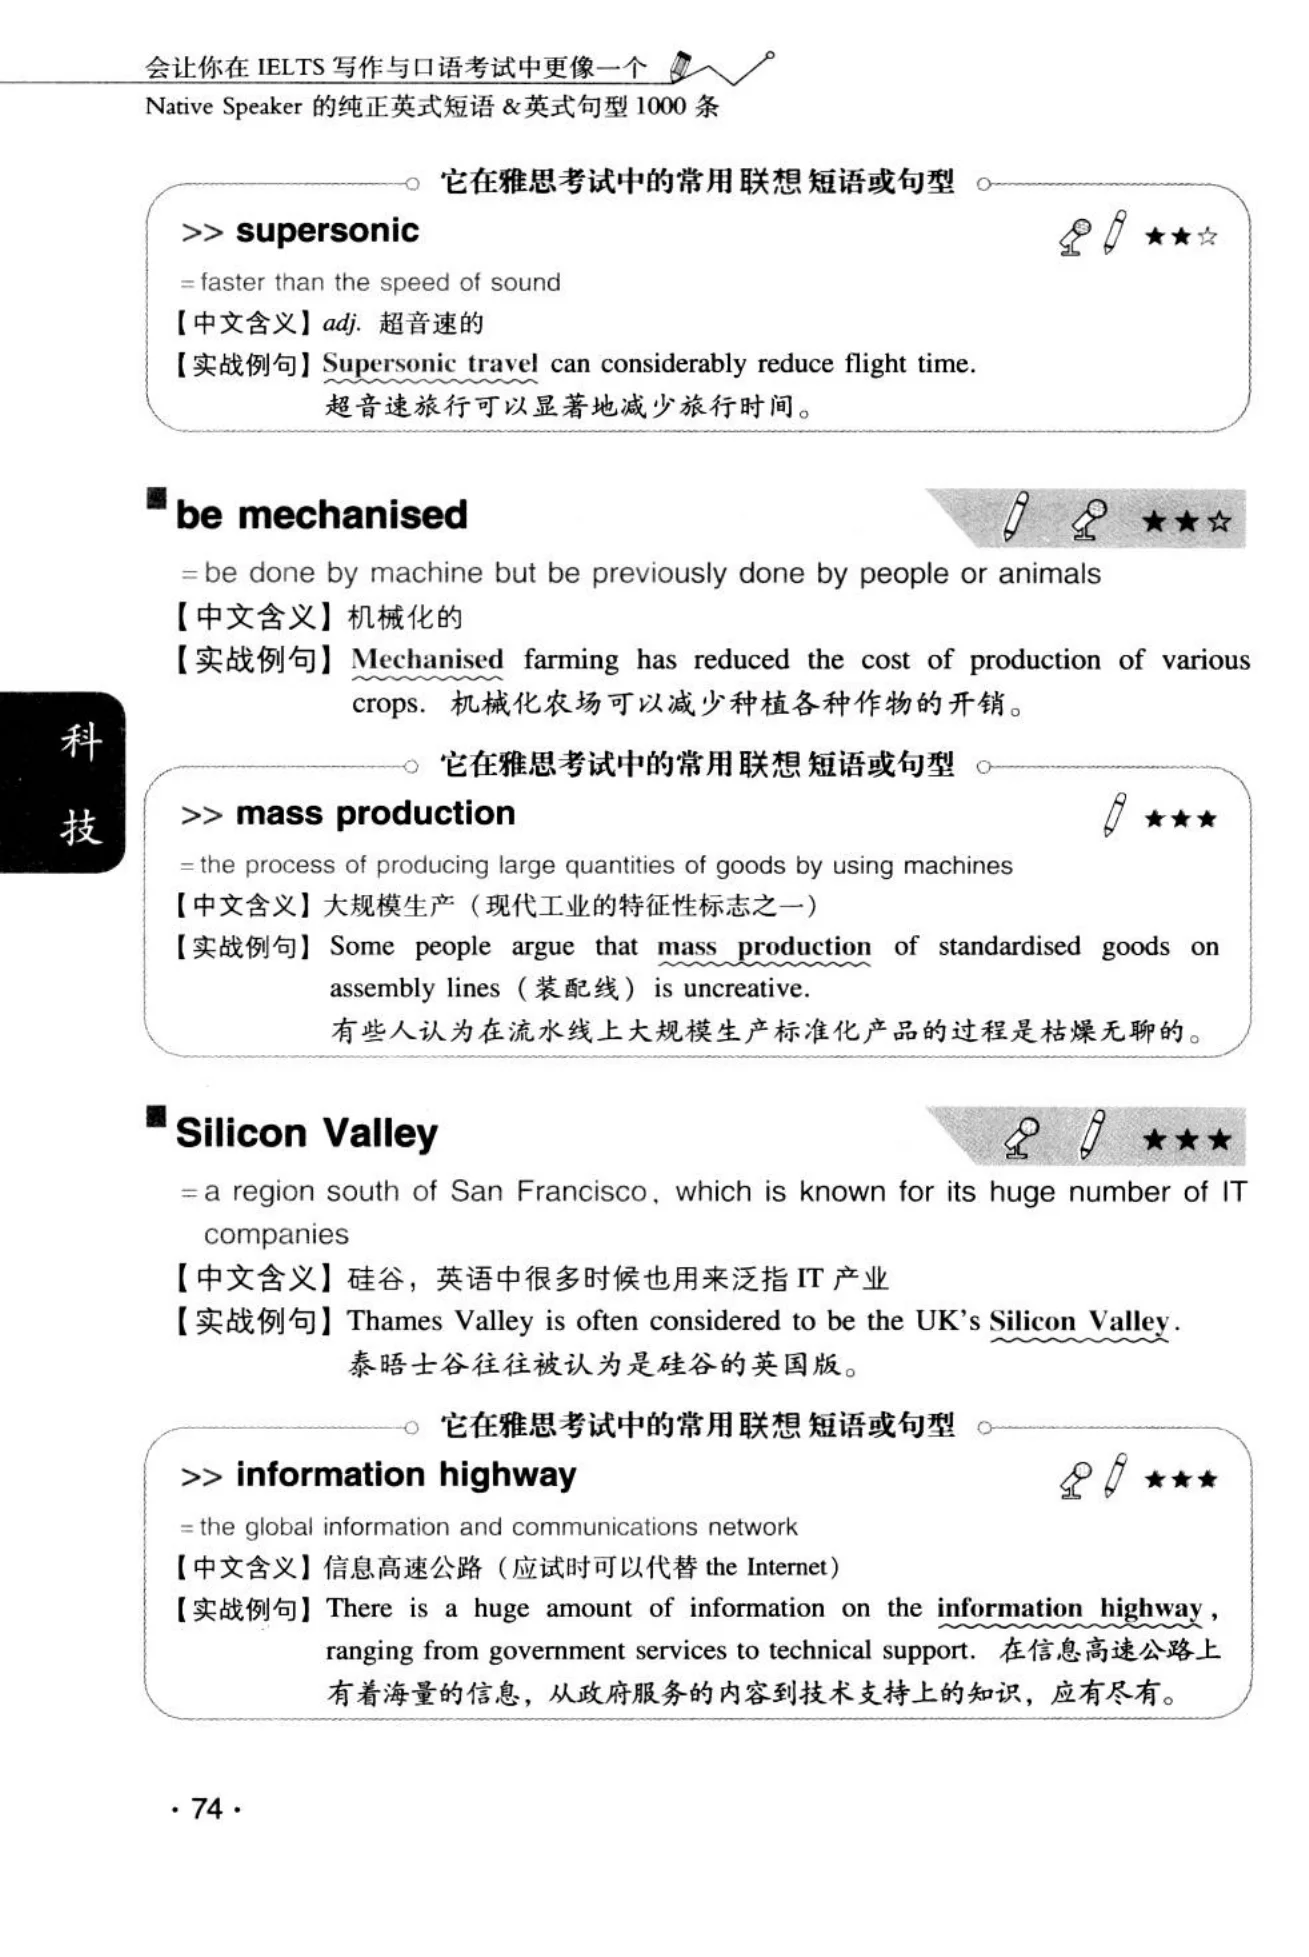 会让你在 IELTS 写作与口语考试中更像一个
Native Speaker 的纯正英式短语 &英式句型 1000 条
它在雅思考试中的常用联想短语或句型
>> supersonic ★★☆
=faster than the speed of sound
【中文含义】adj. 超音速的
【实战例句】Supersonic travel can considerably reduce flight time.
超音速旅行可以显著地减少旅行时间。
be mechanised ★★☆
=be done by machine but be previously done by people or animals
【中文含义】机械化的
【实战例句】Mechanised farming has reduced the cost of production of various
crops. 机械化农场可以减少种植各种作物的开销。
科
技
它在雅思考试中的常用联想短语或句型
>> mass production ★★★
=the process of producing large quantities of goods by using machines
【中文含义】大规模生产（现代工业的特征性标志之一）
【实战例句】Some people argue that mass production of standardised goods on
assembly lines（装配线）is uncreative.
有些人认为在流水线上大规模生产标准化产品的过程是枯燥无聊的。
Silicon Valley ★★★
=a region south of San Francisco, which is known for its huge number of IT
companies
【中文含义】硅谷，英语中很多时候也用来泛指 IT 产业
【实战例句】Thames Valley is often considered to be the UK's Silicon Valley.
泰晤士谷往往被认为是硅谷的英国版。
它在雅思考试中的常用联想短语或句型
>> information highway ★★★
=the global information and communications network
【中文含义】信息高速公路（应试时可以代替 the Internet）
【实战例句】There is a huge amount of information on the information highway,
ranging from government services to technical support. 在信息高速公路上
有着海量的信息，从政府服务的内容到技术支持上的知识，应有尽有。
· 74 ·